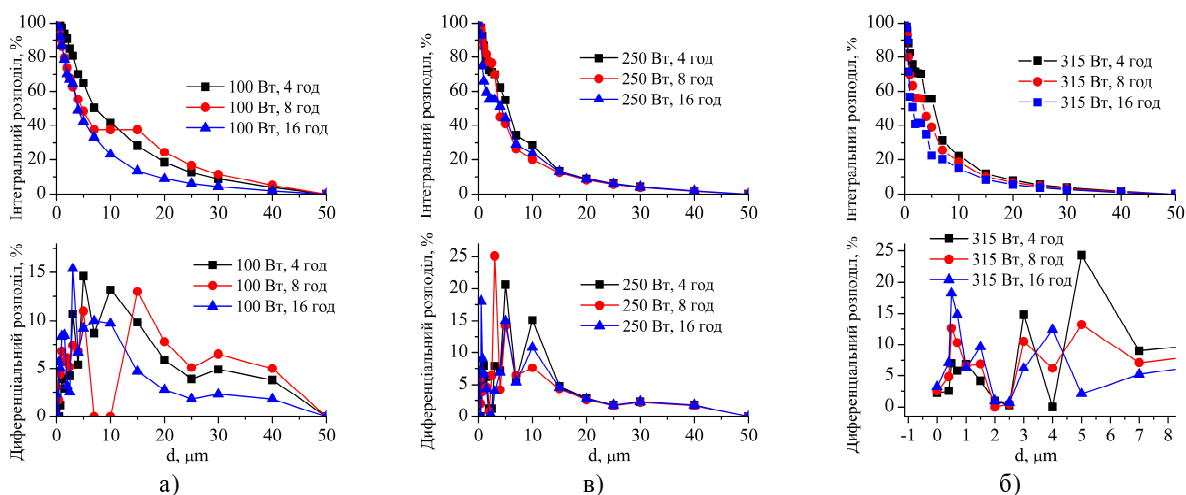 Інтегральний розподіл, %
100
80
60
40
20
0
100 Вт, 4 год
100 Вт, 8 год
100 Вт, 16 год
0 10 20 30 40 50
Інтегральний розподіл, %
100
80
60
40
20
0
250 Вт, 4 год
250 Вт, 8 год
250 Вт, 16 год
0 10 20 30 40 50
Інтегральний розподіл, %
100
80
60
40
20
0
315 Вт, 4 год
315 Вт, 8 год
315 Вт, 16 год
0 10 20 30 40 50
Диференціальний розподіл, %
15
10
5
0
100 Вт, 4 год
100 Вт, 8 год
100 Вт, 16 год
0 10 20 30 40 50
d, μm
а)
Диференціальний розподіл, %
25
20
15
10
5
0
250 Вт, 4 год
250 Вт, 8 год
250 Вт, 16 год
0 10 20 30 40 50
d, μm
в)
Диференціальний розподіл, %
25
20
15
10
5
0
315 Вт, 4 год
315 Вт, 8 год
315 Вт, 16 год
-1 0 1 2 3 4 5 6 7 8
d, μm
б)